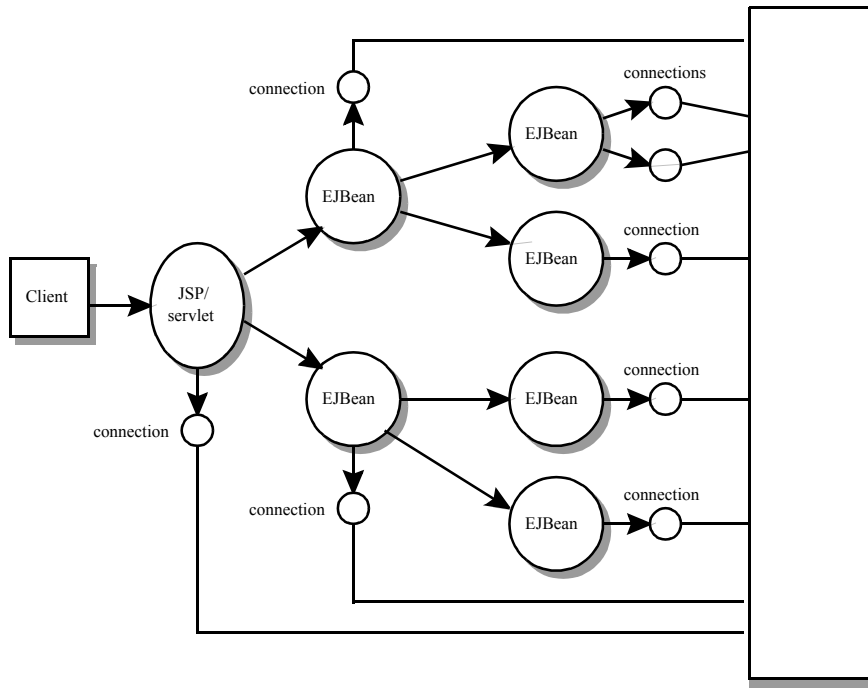 connections
connection
EJBean
EJBean
connection
EJBean
Client
JSP/
servlet
connection
EJBean
EJBean
connection
connection
connection
EJBean